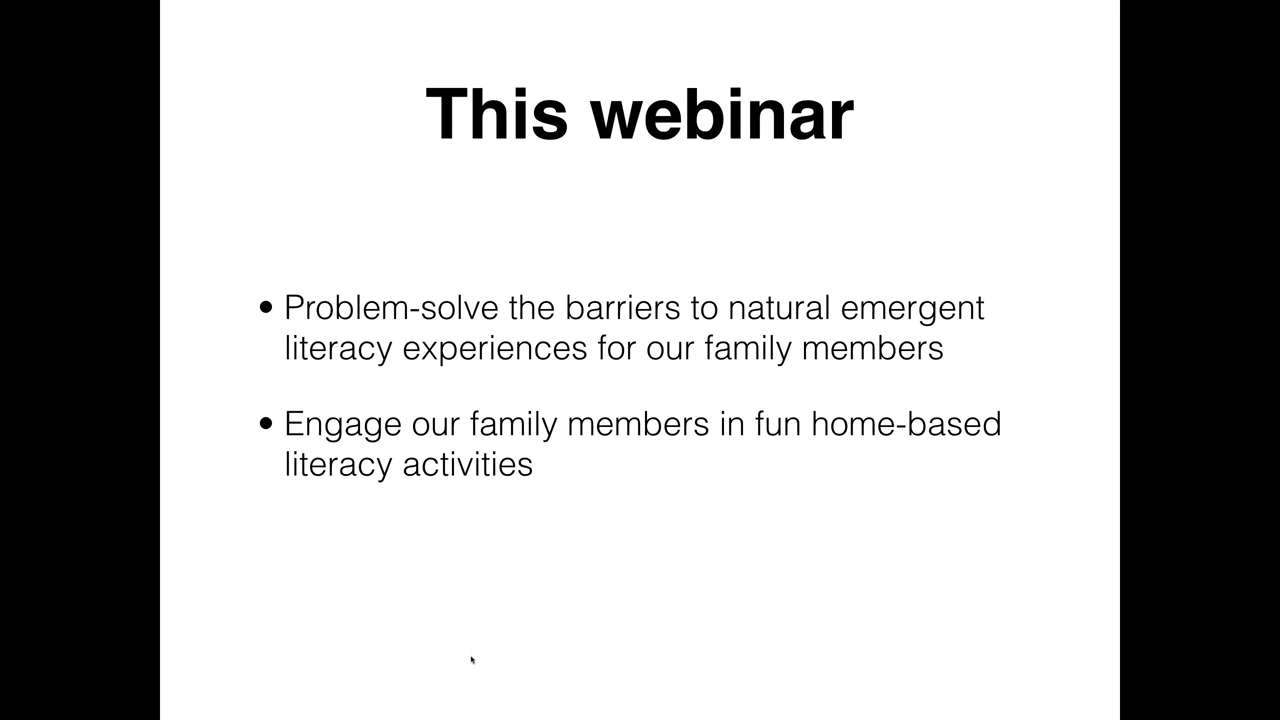 This webinar
• Problem-solve the barriers to natural emergent
literacy experiences for our family members
• Engage our family members in fun home-based
literacy activities